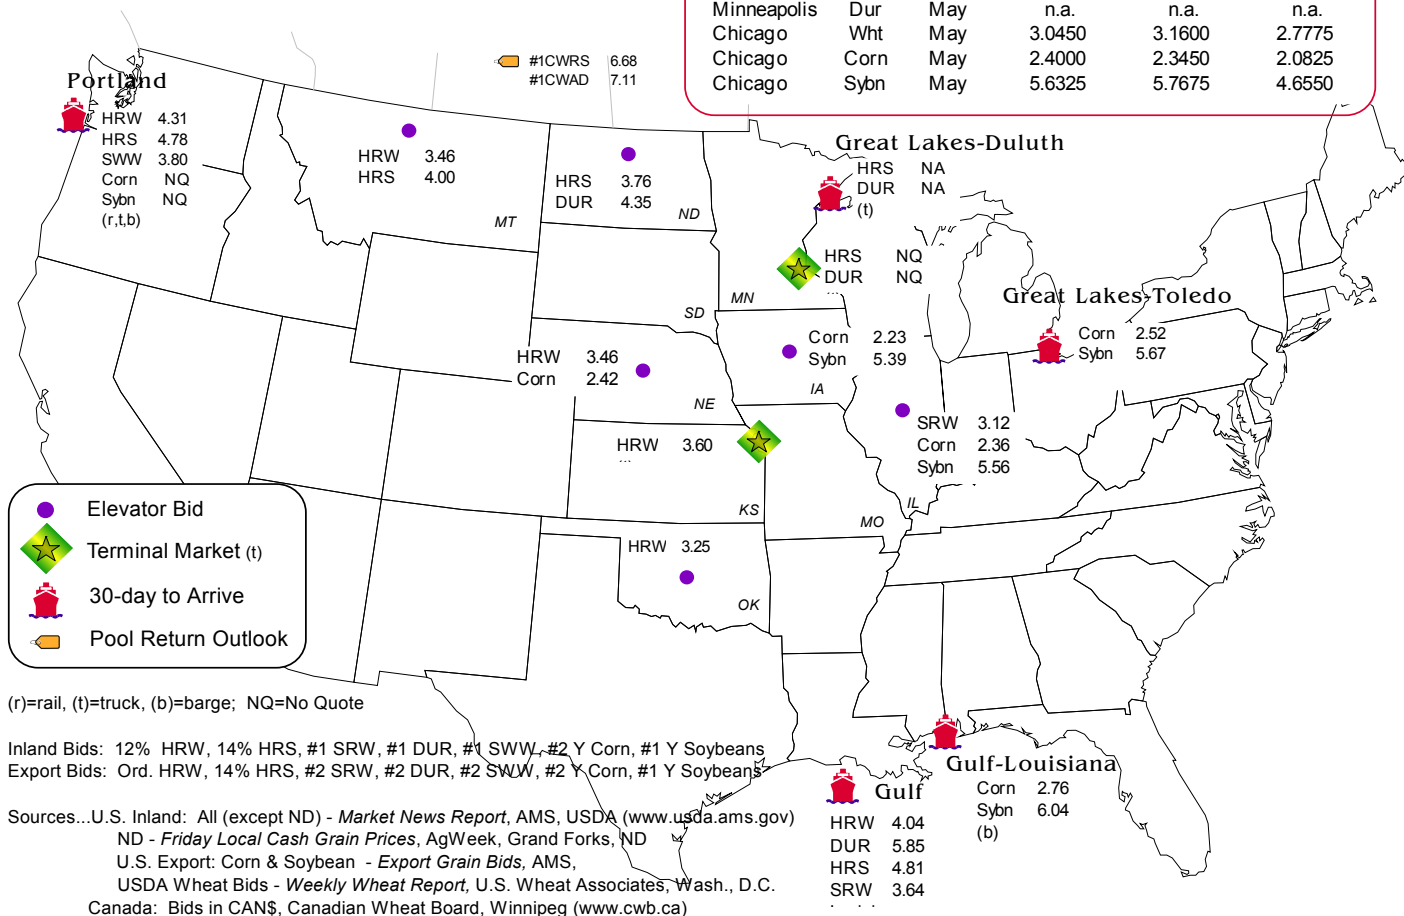 Minneapolis Dur May n.a. n.a. n.a.
Chicago Wht May 3.0450 3.1600 2.7775
Chicago Corn May 2.4000 2.3450 2.0825
Chicago Sybn May 5.6325 5.7675 4.6550
#1CWRS 6.68
#1CWAD 7.11
Portland
HRW 4.31
HRS 4.78
SWW 3.80
Corn NQ
Sybn NQ
(r,t,b)
HRW 3.46
HRS 4.00
MT
HRS 3.76
DUR 4.35
ND
Great Lakes-Duluth
HRS NA
DUR NA
(t)
HRS NQ
DUR NQ
MN
SD
Great Lakes-Toledo
Corn 2.52
Sybn 5.67
Corn 2.23
Sybn 5.39
IA
HRW 3.46
Corn 2.42
NE
SRW 3.12
Corn 2.36
Sybn 5.56
IL
HRW 3.60
KS
MO
HRW 3.25
OK
Elevator Bid
Terminal Market (t)
30-day to Arrive
Pool Return Outlook
Gulf-Louisiana
Corn 2.76
Sybn 6.04
(b)
Gulf
HRW 4.04
DUR 5.85
HRS 4.81
SRW 3.64
(r)=rail, (t)=truck, (b)=barge; NQ=No Quote
Inland Bids: 12% HRW, 14% HRS, #1 SRW, #1 DUR, #1 SWW, #2 Y Corn, #1 Y Soybeans
Export Bids: Ord. HRW, 14% HRS, #2 SRW, #2 DUR, #2 SWW, #2 Y Corn, #1 Y Soybeans
Sources...U.S. Inland: All (except ND) - Market News Report, AMS, USDA (www.usda.ams.gov)
ND - Friday Local Cash Grain Prices, AgWeek, Grand Forks, ND
U.S. Export: Corn & Soybean - Export Grain Bids, AMS,
USDA Wheat Bids - Weekly Wheat Report, U.S. Wheat Associates, Wash., D.C.
Canada: Bids in CAN$, Canadian Wheat Board, Winnipeg (www.cwb.ca)